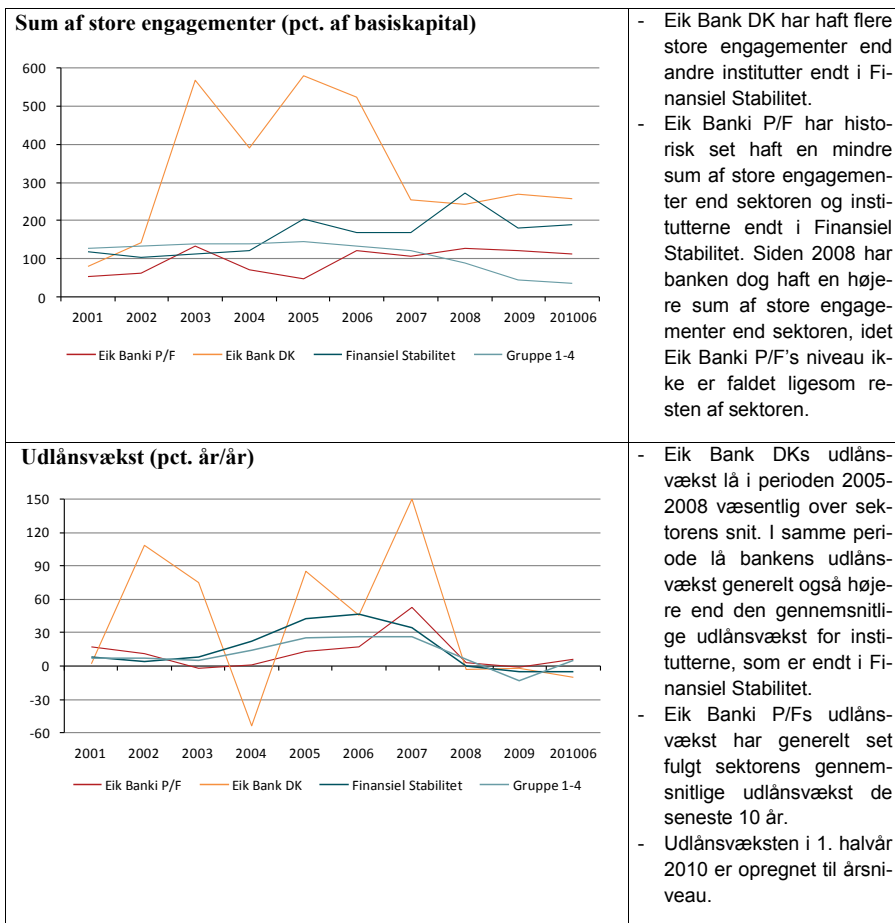 Sum af store engagementer (pct. af basiskapital)
600
500
400
300
200
100
0
2001 2002 2003 2004 2005 2006 2007 2008 2009 201006
Eik Banki P/F Eik Bank DK Finansiel Stabilitet Gruppe 1-4
- Eik Bank DK har haft flere
store engagementer end
andre institutter endt i Fi-
nansiel Stabilitet.
- Eik Banki P/F har histo-
risk set haft en mindre
sum af store engagemen-
ter end sektoren og insti-
tutterne endt i Finansiel
Stabilitet. Siden 2008 har
banken dog haft en høje-
re sum af store engage-
menter end sektoren, idet
Eik Banki P/F's niveau ik-
ke er faldet ligesom re-
sten af sektoren.
Udlånsvækst (pct. år/år)
150
120
90
60
30
0
-30
-60
2001 2002 2003 2004 2005 2006 2007 2008 2009 201006
Eik Banki P/F Eik Bank DK Finansiel Stabilitet Gruppe 1-4
- Eik Bank DKs udlåns-
vækst lå i perioden 2005-
2008 væsentlig over sek-
torens snit. I samme peri-
ode lå bankens udlåns-
vækst generelt også høje-
re end den gennemsnitli-
ge udlånsvækst for insti-
tutterne, som er endt i Fi-
nansiel Stabilitet.
- Eik Banki P/Fs udlåns-
vækst har generelt set
fulgt sektorens gennem-
snitlige udlånsvækst de
seneste 10 år.
- Udlånsvæksten i 1. halvår
2010 er opregnet til årsni-
veau.